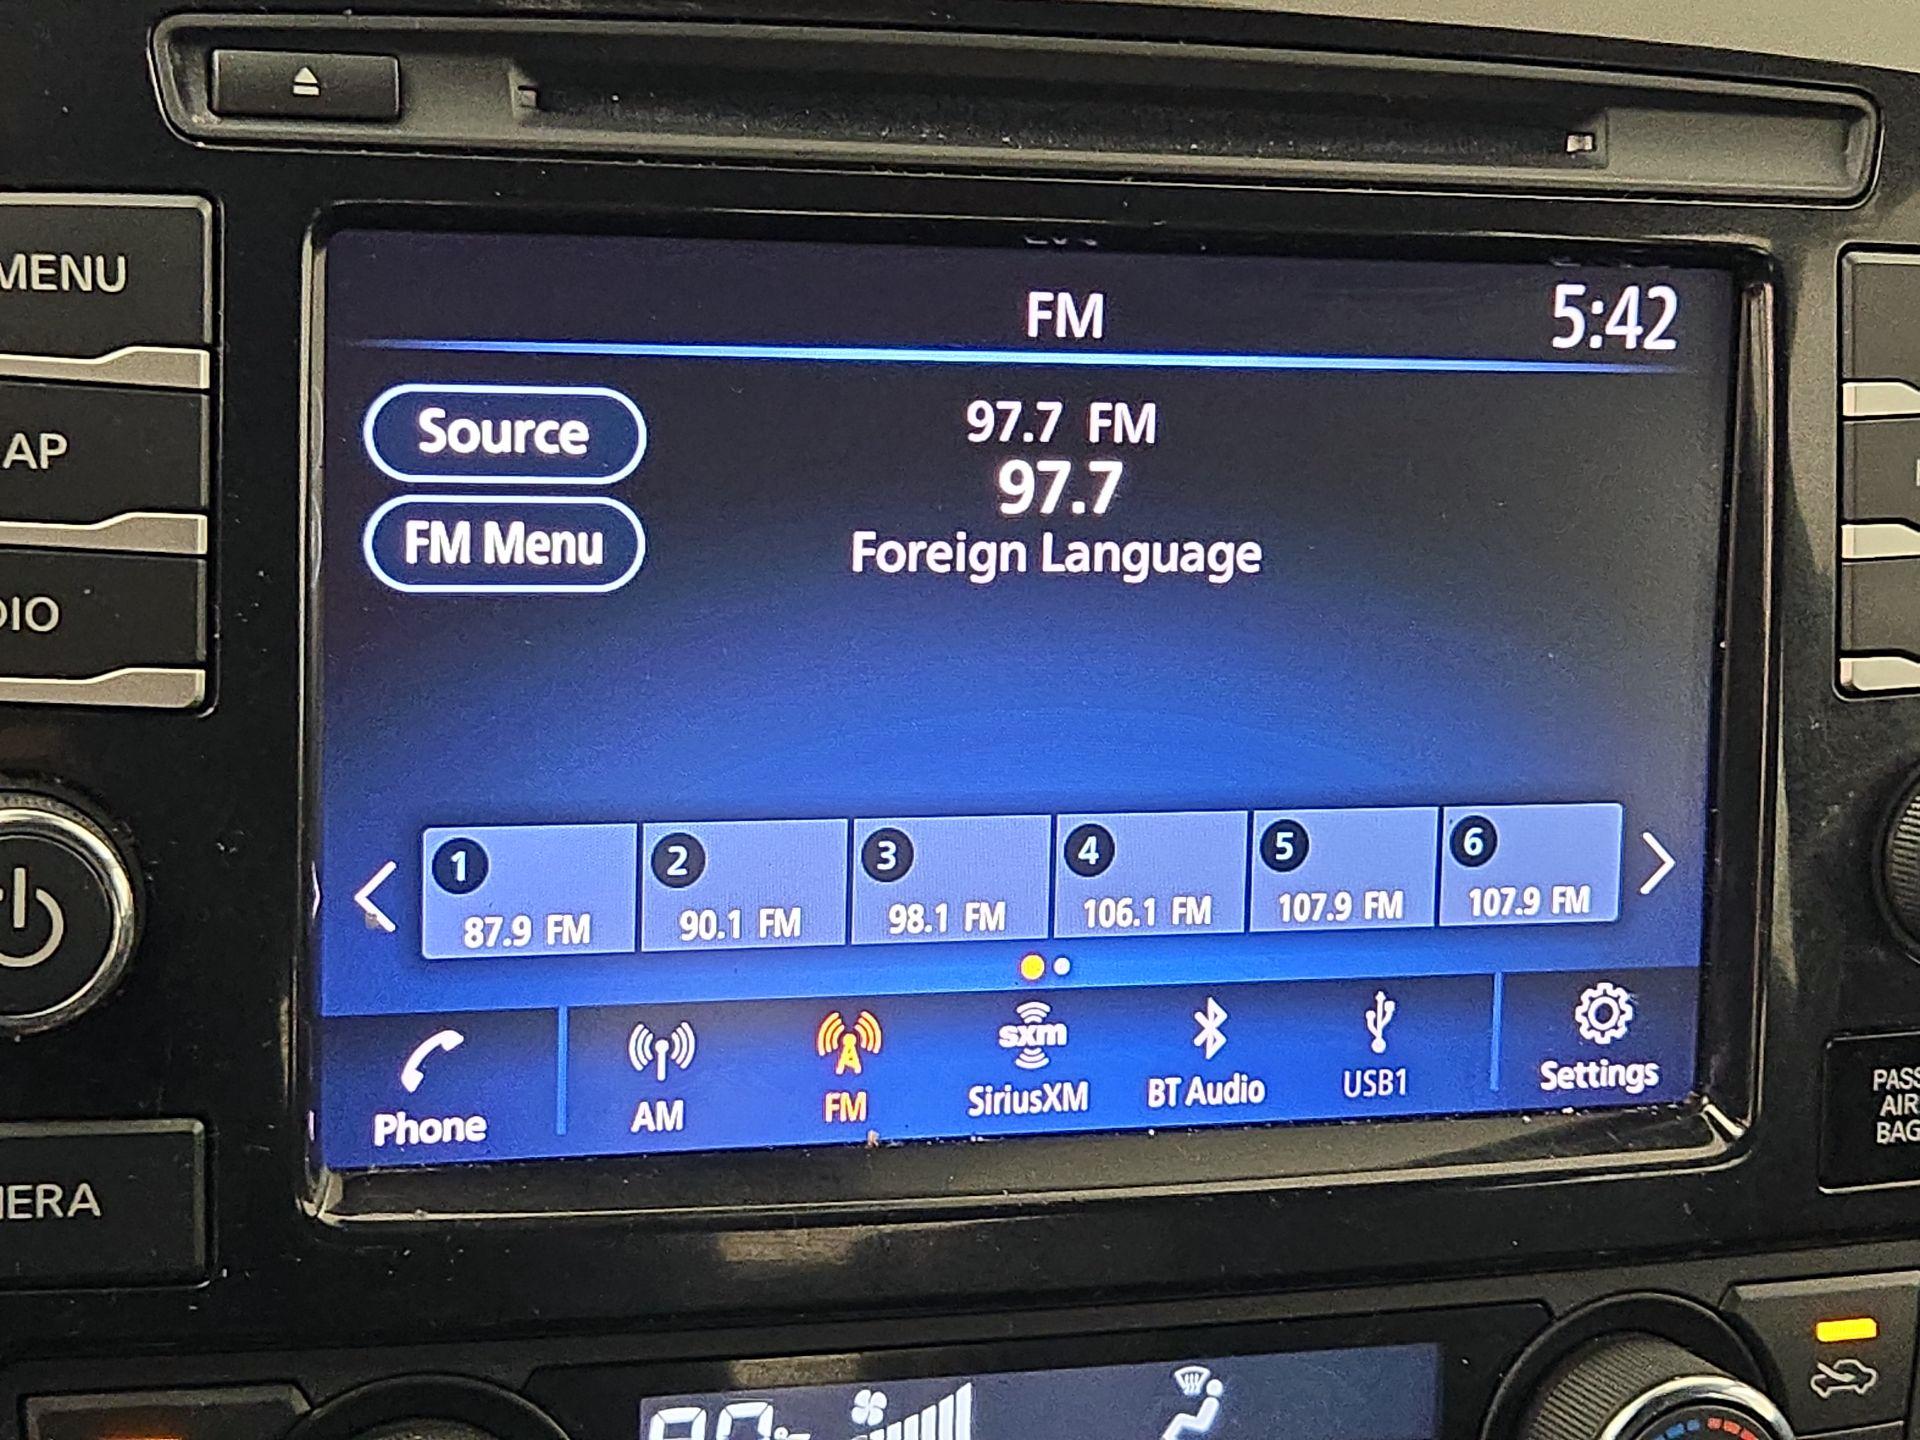 MENU
FM
5:42
Source
97.7 FM
97.7
AP
FM Menu
Foreign Language
DIO
1
2
3
4
5
6
87.9 FM
90.1 FM
98.1 FM
106.1 FM
107.9 FM
107.9 FM
sxm
Phone
AM
FM
SiriusXM
BT Audio
USB1
Settings
PASS
AIR
BAG
MERA